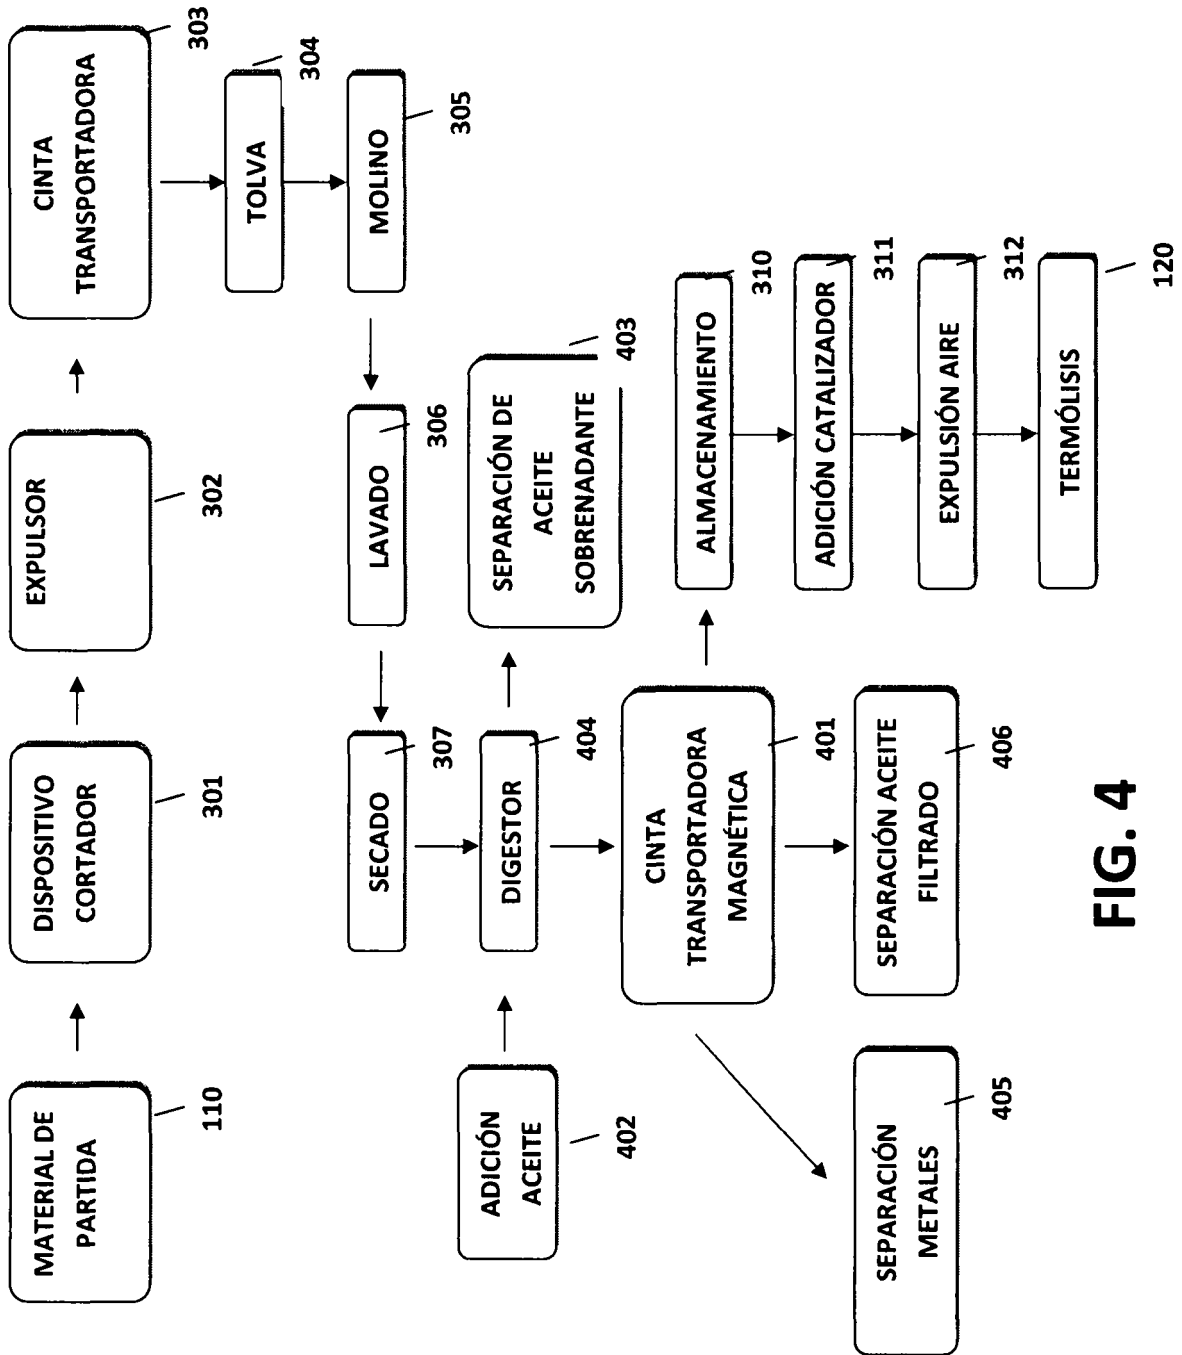 MATERIAL DE
PARTIDA
110
DISPOSITIVO
CORTADOR
301
EXPULSOR
302
CINTA
TRANSPORTADORA
303
TOLVA
304
MOLINO
305
LAVADO
306
SECADO
307
ADICIÓN
ACEITE
402
DIGESTOR
404
SEPARACIÓN DE
ACEITE
SOBRENADANTE
403
CINTA
TRANSPORTADORA
MAGNÉTICA
401
ALMACENAMIENTO
310
ADICIÓN CATALIZADOR
311
EXPULSIÓN AIRE
312
TERMÓLISIS
120
SEPARACIÓN
METALES
405
SEPARACIÓN ACEITE
FILTRADO
406
FIG. 4